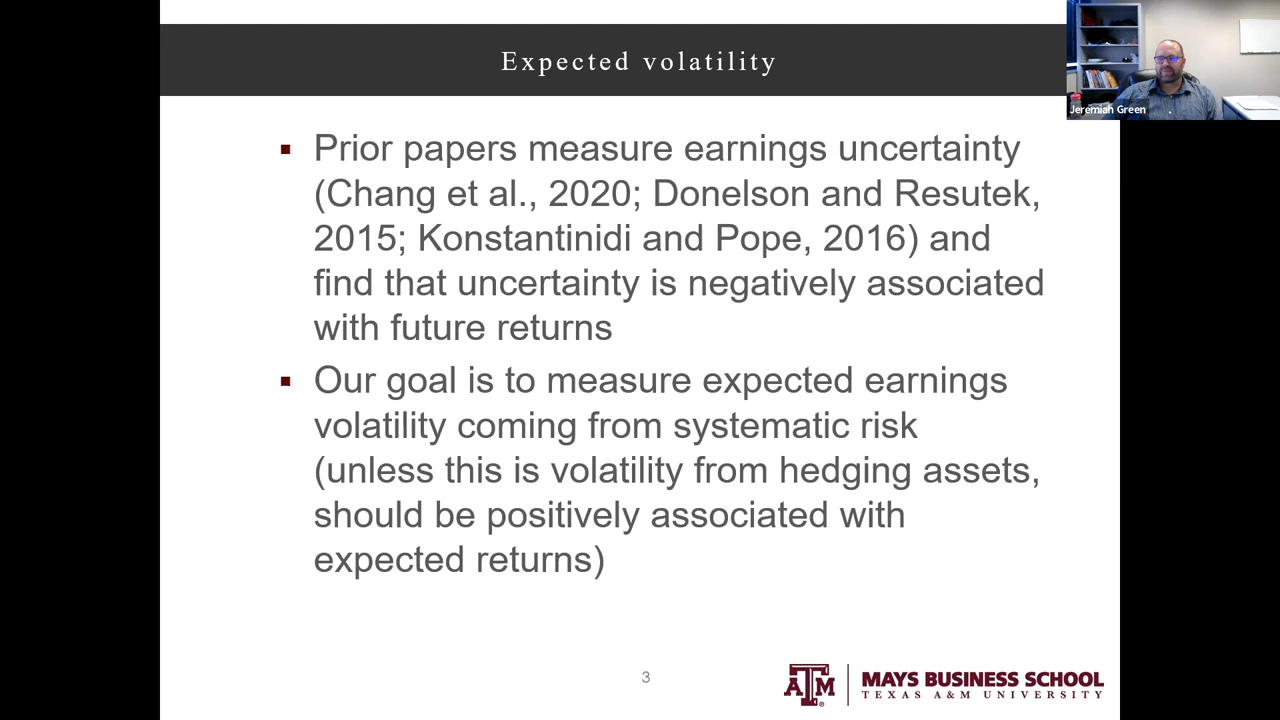 Expected volatility
Jeremiah Green
▪ Prior papers measure earnings uncertainty
(Chang et al., 2020; Donelson and Resutek,
2015; Konstantinidi and Pope, 2016) and
find that uncertainty is negatively associated
with future returns
▪ Our goal is to measure expected earnings
volatility coming from systematic risk
(unless this is volatility from hedging assets,
should be positively associated with
expected returns)
3
ATM
MAYS BUSINESS SCHOOL
TEXAS A&M UNIVERSITY